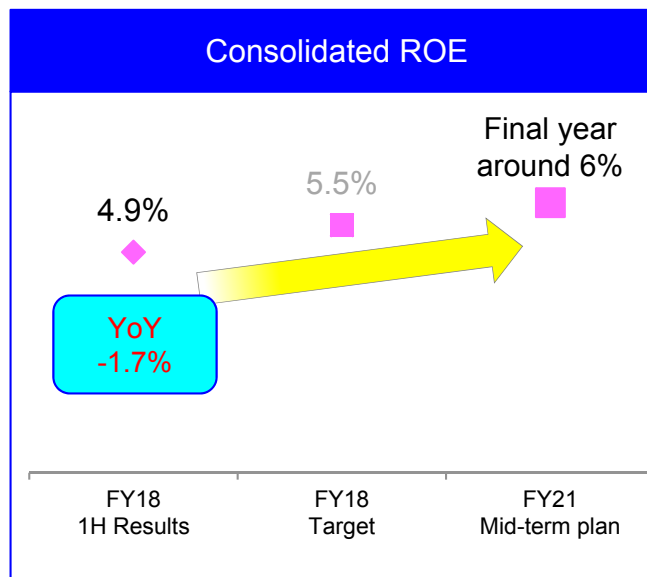 Consolidated ROE
Final year
around 6%
5.5%
4.9%
YoY
-1.7%
FY18
1H Results
FY18
Target
FY21
Mid-term plan